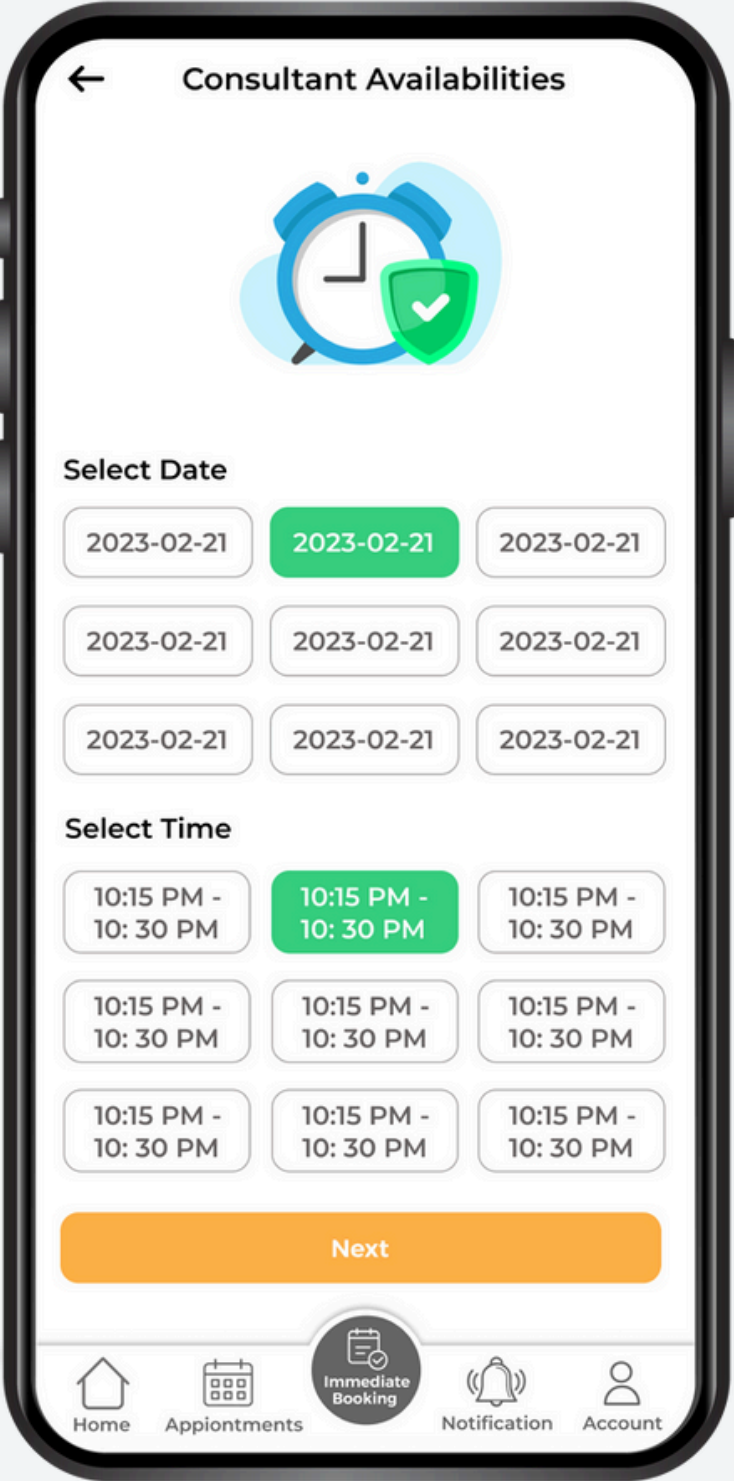 Consultant Availabilities
Select Date
2023-02-21 2023-02-21 2023-02-21
2023-02-21 2023-02-21 2023-02-21
2023-02-21 2023-02-21 2023-02-21
Select Time
10:15 PM - 10:15 PM - 10:15 PM -
10: 30 PM 10: 30 PM 10: 30 PM
10:15 PM - 10:15 PM - 10:15 PM -
10: 30 PM 10: 30 PM 10: 30 PM
10:15 PM - 10:15 PM - 10:15 PM -
10: 30 PM 10: 30 PM 10: 30 PM
Next
Immediate
Booking
Home Appiontments Notification Account